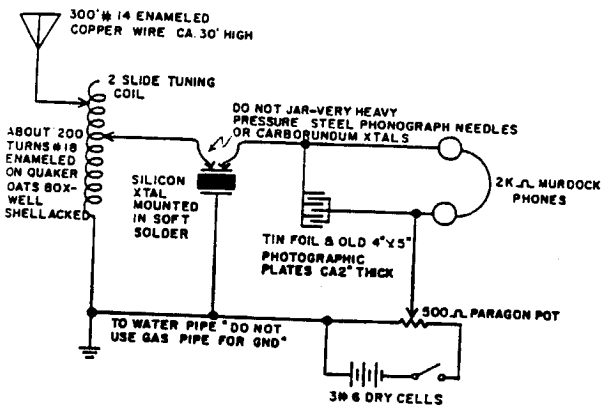 300' # 14 ENAMELED
COPPER WIRE CA. 30' HIGH
2 SLIDE TUNING
COIL
DO NOT JAR-VERY HEAVY
PRESSURE STEEL PHONOGRAPH NEEDLES
OR CARBORUNDUM XTALS
ABOUT 200
TURNS #18
ENAMELED
ON QUAKER
OATS BOX-
WELL
SHELLACKED
SILICON
XTAL
MOUNTED
IN SOFT
SOLDER
2K Ω MURDOCK
PHONES
TIN FOIL & OLD 4" X 5"
PHOTOGRAPHIC
PLATES CA 2" THICK
500 Ω PARAGON POT
TO WATER PIPE "DO NOT
USE GAS PIPE FOR GND"
3 # 6 DRY CELLS